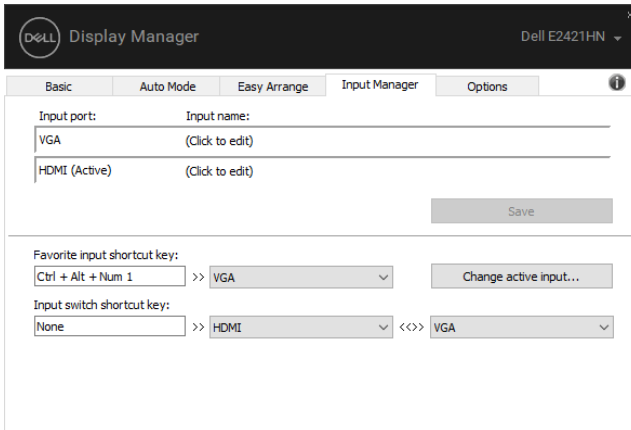 DELL Display Manager Dell E2421HN
Basic Auto Mode Easy Arrange Input Manager Options
Input port: Input name:
VGA (Click to edit)
HDMI (Active) (Click to edit)
Save
Favorite input shortcut key:
Ctrl + Alt + Num 1 >> VGA Change active input...
Input switch shortcut key:
None >> HDMI <<>> VGA